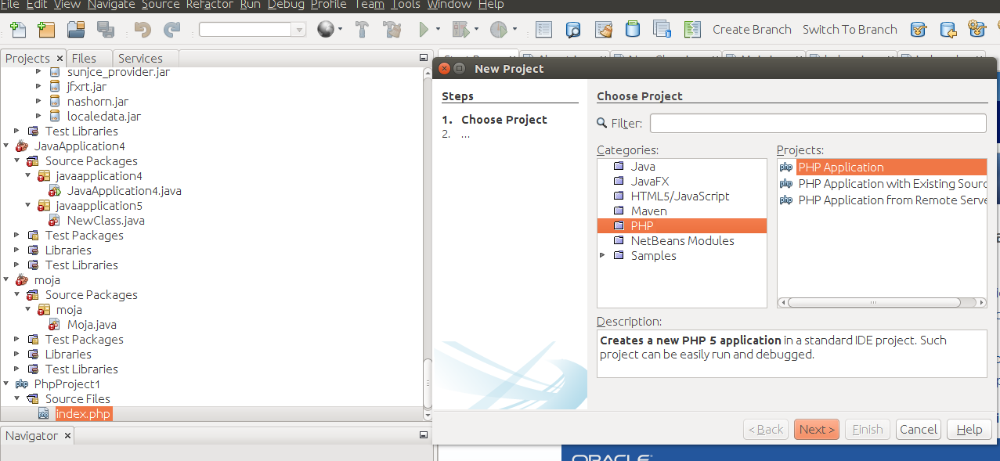 File Edit View Navigate Source Refactor Run Debug Profile Team Tools Window Help
Create Branch Switch To Branch
Projects Files Services
sunjce_provider.jar
jfxrt.jar
nashorn.jar
localedata.jar
Test Libraries
JavaApplication4
Source Packages
javaapplication4
JavaApplication4.java
javaapplication5
NewClass.java
Test Packages
Libraries
Test Libraries
moja
Source Packages
moja
Moja.java
Test Packages
Libraries
Test Libraries
PhpProject1
Source Files
index.php
Navigator
New Project
Steps
1. Choose Project
2. ...
Choose Project
Filter:
Categories:
Java
JavaFX
HTML5/JavaScript
Maven
PHP
NetBeans Modules
Samples
Projects:
php PHP Application
php PHP Application with Existing Sourc
php PHP Application from Remote Serve
Description:
Creates a new PHP 5 application in a standard IDE project. Such
project can be easily run and debugged.
< Back Next > Finish Cancel Help
ORACLE